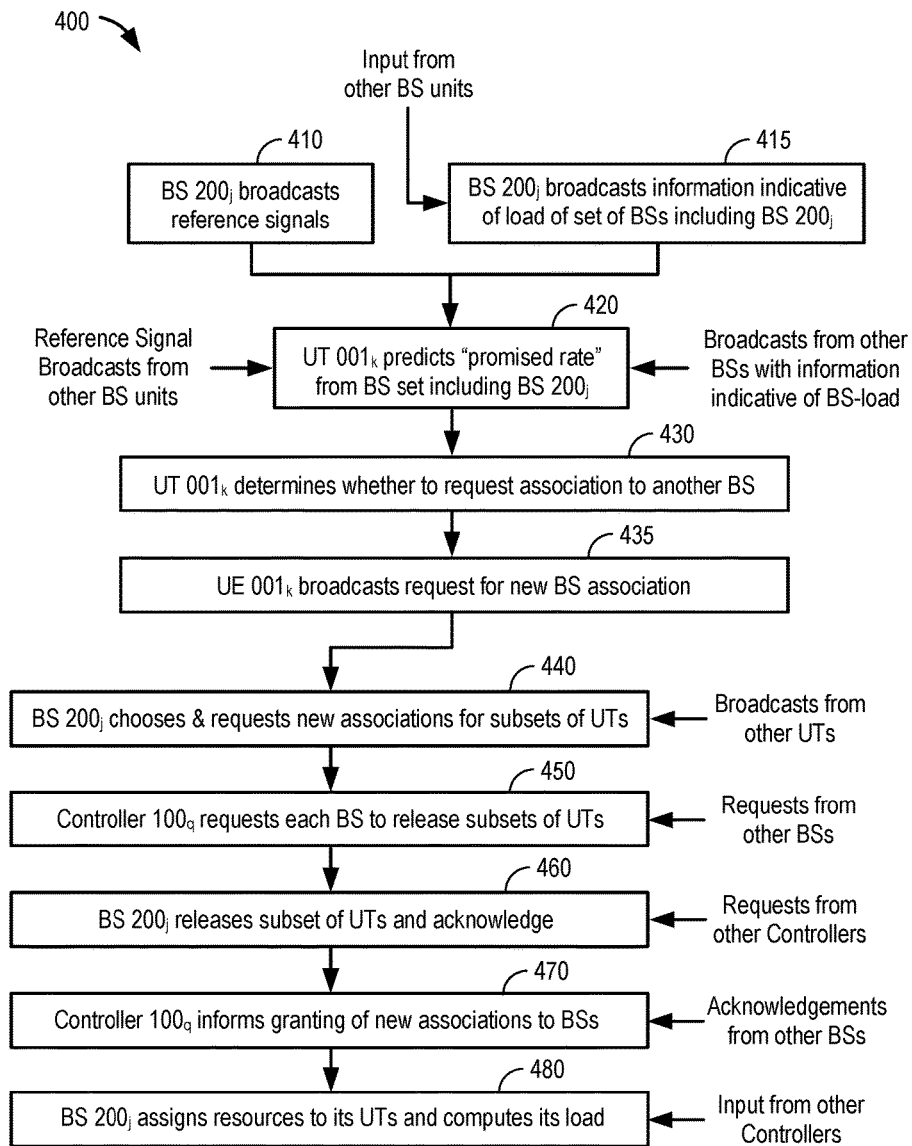 400
Input from
other BS units
410
415
BS 200j broadcasts
reference signals
BS 200j broadcasts information indicative
of load of set of BSs including BS 200j
420
Reference Signal
Broadcasts from
other BS units
UT 001k predicts “promised rate”
from BS set including BS 200j
Broadcasts from other
BSs with information
indicative of BS-load
430
UT 001k determines whether to request association to another BS
435
UE 001k broadcasts request for new BS association
440
BS 200j chooses & requests new associations for subsets of UTs
Broadcasts from
other UTs
450
Controller 100q requests each BS to release subsets of UTs
Requests from
other BSs
460
BS 200j releases subset of UTs and acknowledge
Requests from
other Controllers
470
Controller 100q informs granting of new associations to BSs
Acknowledgements
from other BSs
480
BS 200j assigns resources to its UTs and computes its load
Input from other
Controllers